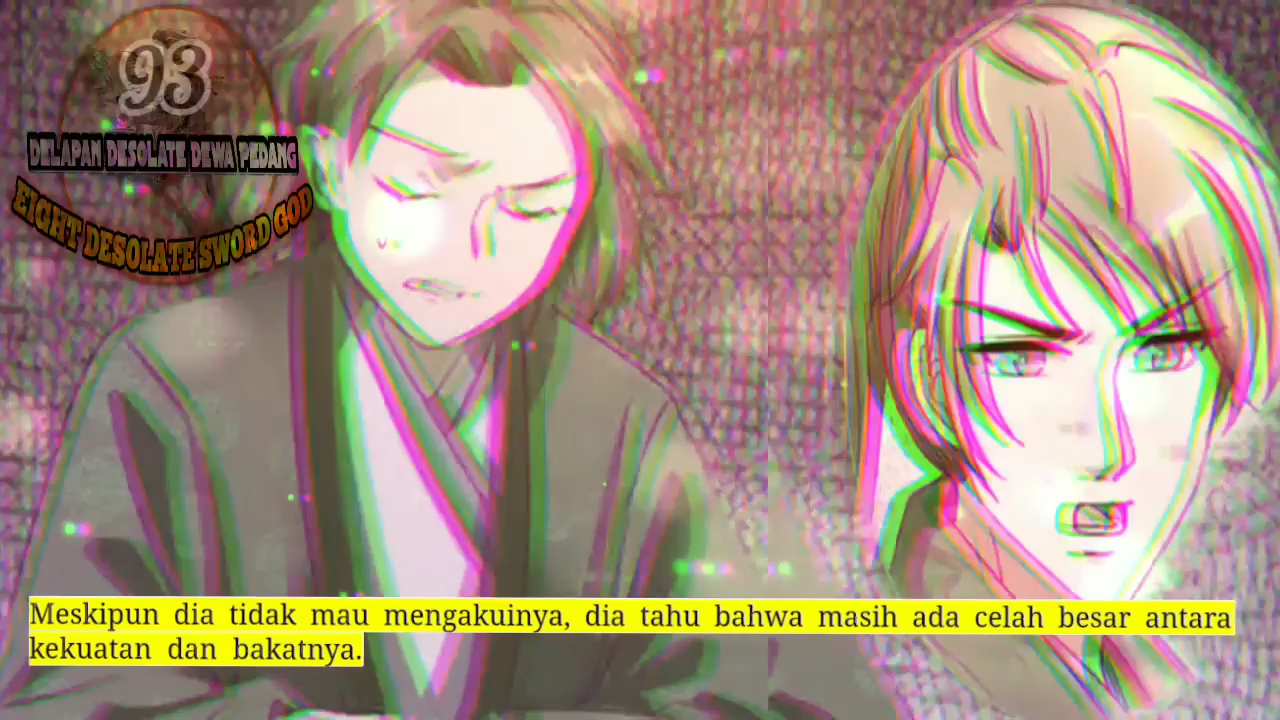 93
DELAPAN DESOLATE DEWA PEDANG
EIGHT DESOLATE SWORD GOD
Meskipun dia tidak mau mengakuinya, dia tahu bahwa masih ada celah besar antara
kekuatan dan bakatnya.